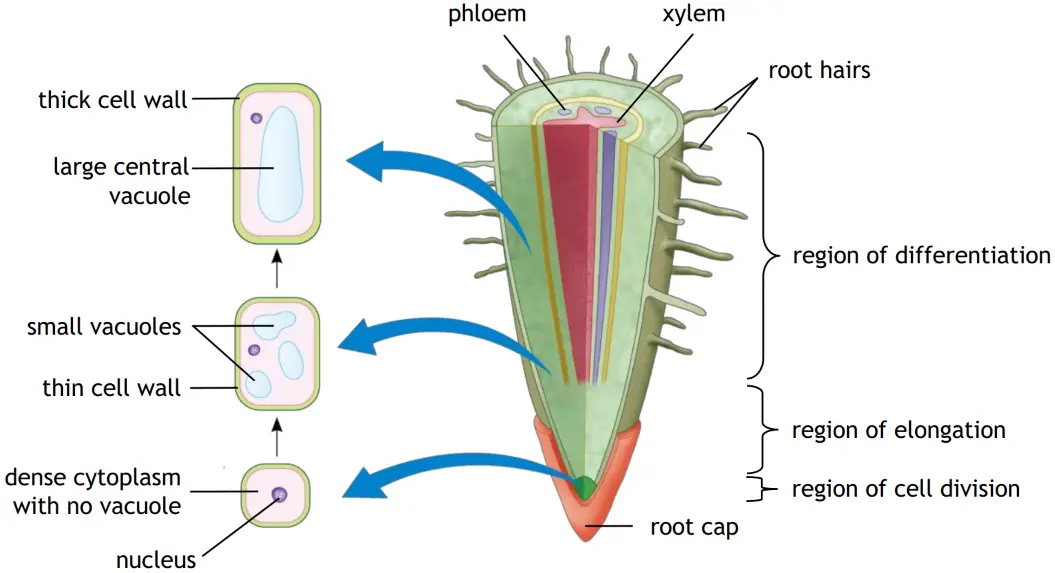 phloem
xylem
root hairs
thick cell wall
large central
vacuole
region of differentiation
small vacuoles
thin cell wall
region of elongation
dense cytoplasm
with no vacuole
region of cell division
root cap
nucleus